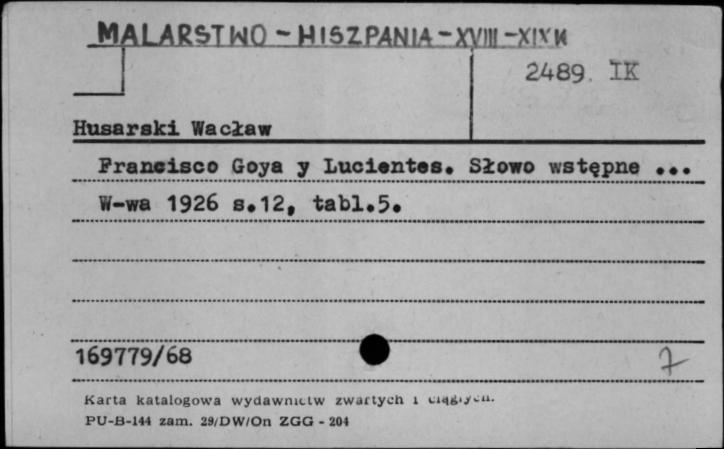 MALARSTWO - HISZPANIA - XVIII - XIX W
2489. IK
Husarski Wacław
Francisco Goya y Lucientes. Słowo wstępne ...
W-wa 1926 s.12, tabl.5.
169779/68
7
Karta katalogowa wydawnictw zwartych i ciągłych.
PU-B-144 zam. 29/DW/On ZGG - 204